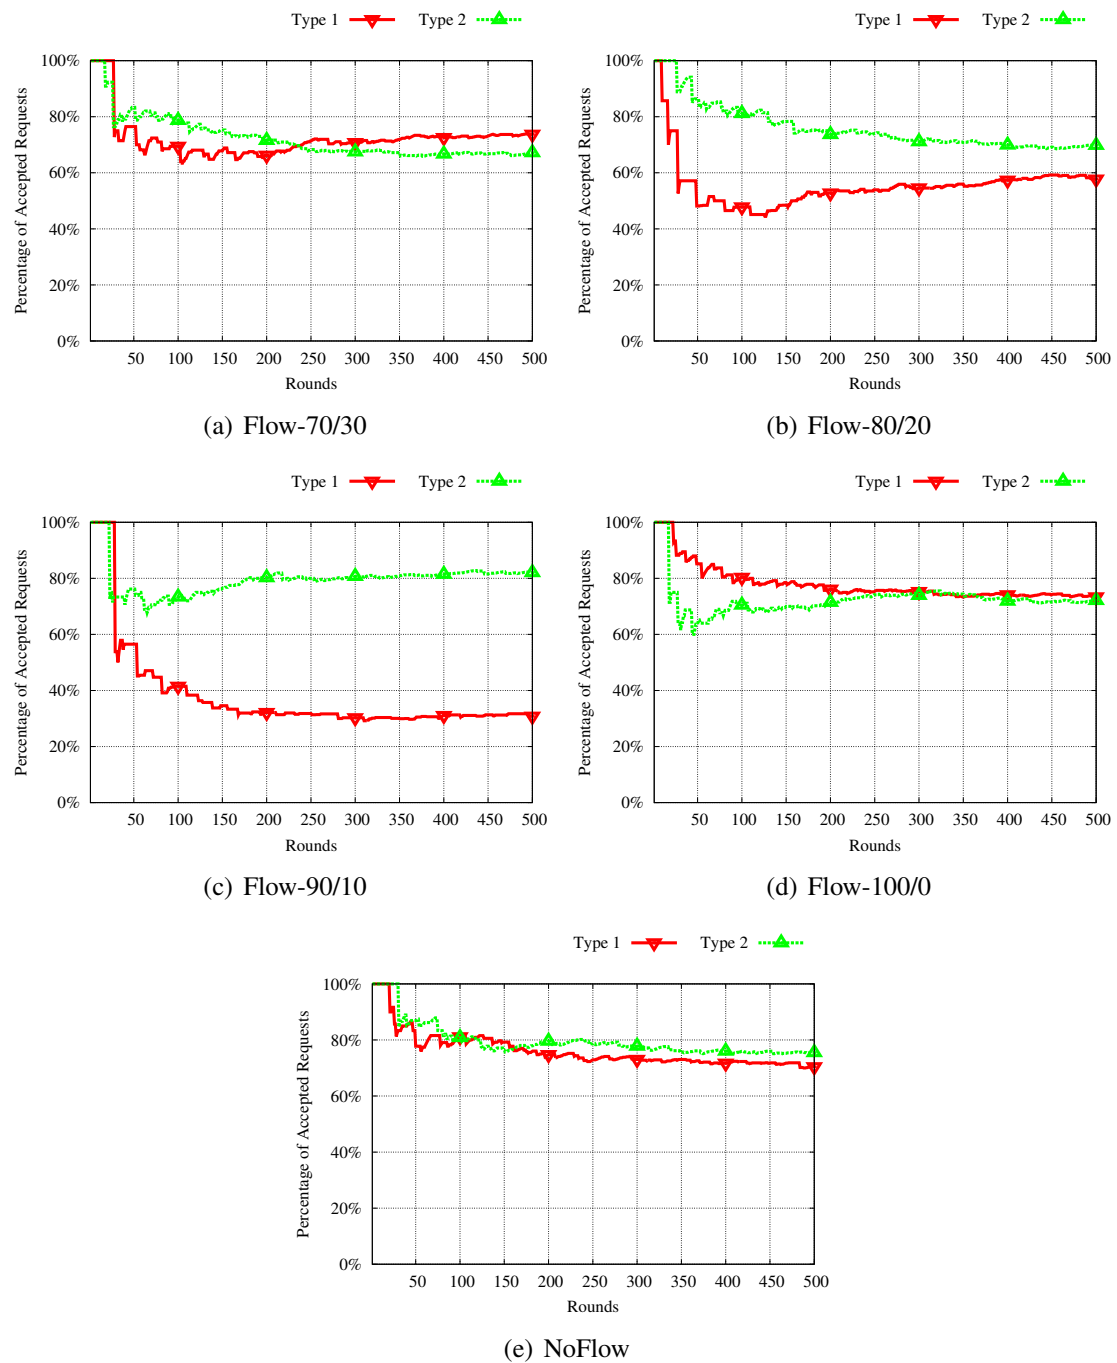 Type 1 Type 2
Percentage of Accepted Requests
100%
80%
60%
40%
20%
0%
50 100 150 200 250 300 350 400 450 500
Rounds
(a) Flow-70/30
Type 1 Type 2
Percentage of Accepted Requests
100%
80%
60%
40%
20%
0%
50 100 150 200 250 300 350 400 450 500
Rounds
(b) Flow-80/20
Type 1 Type 2
Percentage of Accepted Requests
100%
80%
60%
40%
20%
0%
50 100 150 200 250 300 350 400 450 500
Rounds
(c) Flow-90/10
Type 1 Type 2
Percentage of Accepted Requests
100%
80%
60%
40%
20%
0%
50 100 150 200 250 300 350 400 450 500
Rounds
(d) Flow-100/0
Type 1 Type 2
Percentage of Accepted Requests
100%
80%
60%
40%
20%
0%
50 100 150 200 250 300 350 400 450 500
Rounds
(e) NoFlow